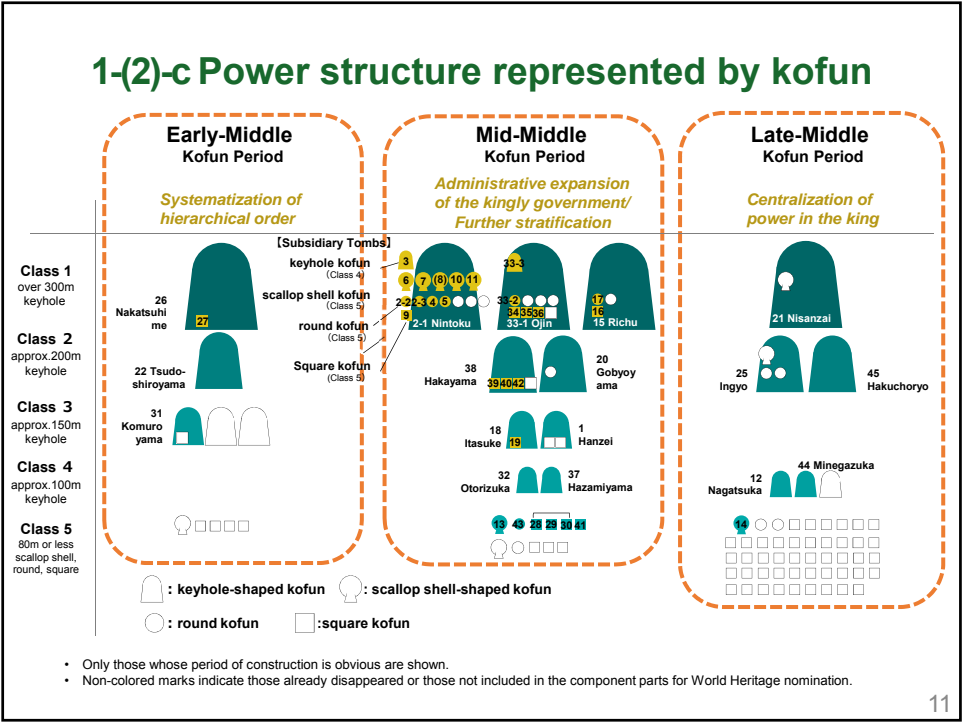 1-(2)-c Power structure represented by kofun
Early-Middle
Kofun Period
Mid-Middle
Kofun Period
Late-Middle
Kofun Period
Systematization of
hierarchical order
Administrative expansion
of the kingly government/
Further stratification
Centralization of
power in the king
Class 1
over 300m
keyhole
Class 2
approx.200m
keyhole
Class 3
approx.150m
keyhole
Class 4
approx.100m
keyhole
Class 5
80m or less
scallop shell,
round, square
26
Nakatsuhi
me
27
22 Tsudo-
shiroyama
31
Komuro
yama
【Subsidiary Tombs】
keyhole kofun
(Class 4)
scallop shell kofun
(Class 5)
round kofun
(Class 5)
Square kofun
(Class 5)
3
6 7 (8) 10 11
2-2 2-3 4 5
9
2-1 Nintoku
33-3
33-2
34 35 36
33-1 Ojin
17
16
15 Richu
38
Hakayama
39 40 42
20
Gobyoy
ama
18
Itasuke
19
1
Hanzei
32
Otorizuka
37
Hazamiyama
13 43 28 29 30 41
21 Nisanzai
25
Ingyo
45
Hakuchoryo
44 Minegazuka
12
Nagatsuka
14
: keyhole-shaped kofun
: scallop shell-shaped kofun
: round kofun
:square kofun
• Only those whose period of construction is obvious are shown.
• Non-colored marks indicate those already disappeared or those not included in the component parts for World Heritage nomination.
11